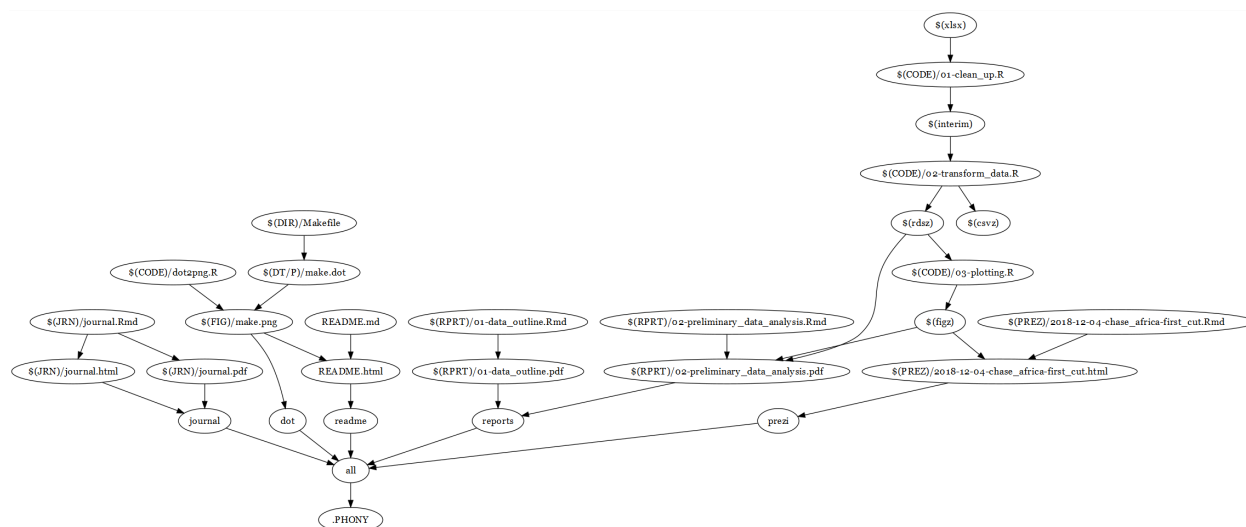 $(xlsx)
$(CODE)/01-clean_up.R
$(interim)
$(CODE)/02-transform_data.R
$(DIR)/Makefile
$(rdsz)
$(csvz)
$(CODE)/dot2png.R
$(DT/P)/make.dot
$(CODE)/03-plotting.R
$(JRN)/journal.Rmd
$(FIG)/make.png
README.md
$(RPRT)/01-data_outline.Rmd
$(RPRT)/02-preliminary_data_analysis.Rmd
$(figz)
$(PREZ)/2018-12-04-chase_africa-first_cut.Rmd
$(JRN)/journal.html
$(JRN)/journal.pdf
README.html
$(RPRT)/01-data_outline.pdf
$(RPRT)/02-preliminary_data_analysis.pdf
$(PREZ)/2018-12-04-chase_africa-first_cut.html
journal
dot
readme
reports
prezi
all
.PHONY